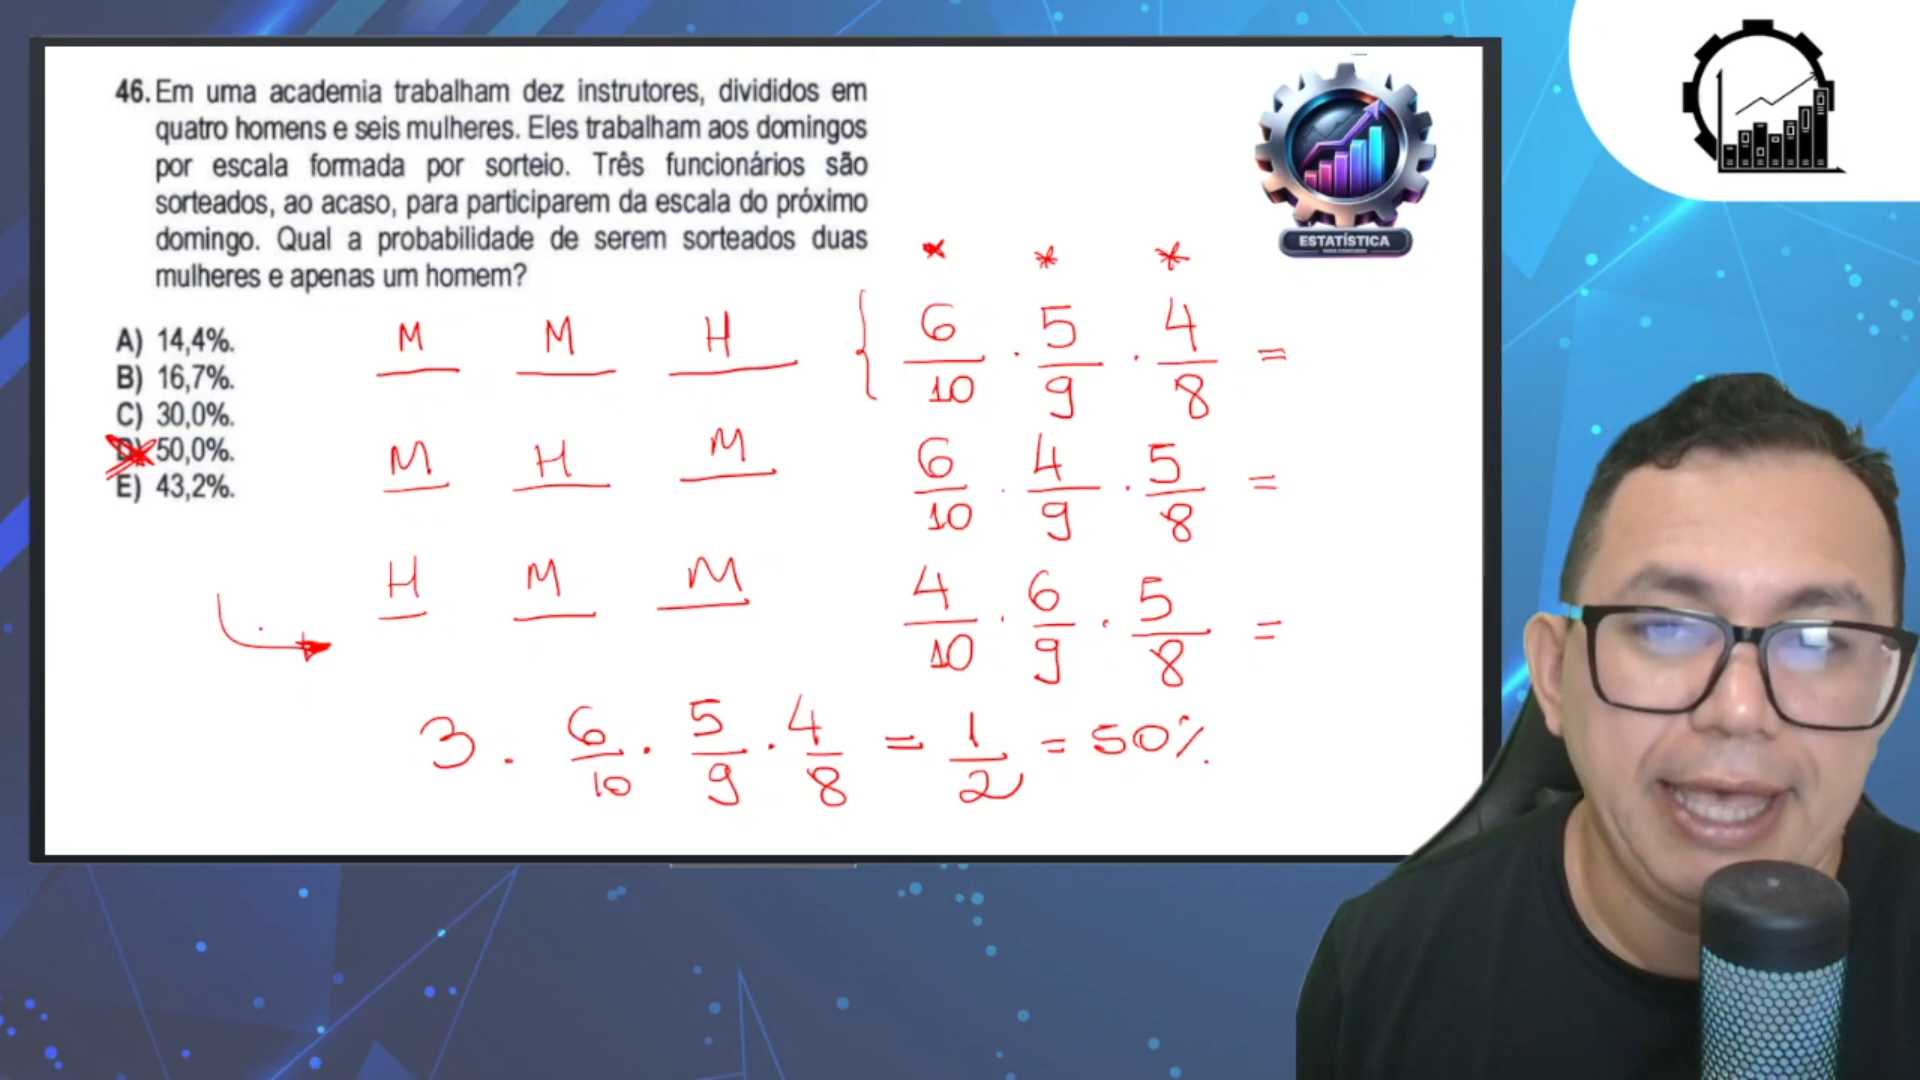 46. Em uma academia trabalham dez instrutores, divididos em
quatro homens e seis mulheres. Eles trabalham aos domingos
por escala formada por sorteio. Três funcionários são
sorteados, ao acaso, para participarem da escala do próximo
domingo. Qual a probabilidade de serem sorteados duas
mulheres e apenas um homem?
A) 14,4%.
B) 16,7%.
C) 30,0%.
D) 50,0%.
E) 43,2%.
ESTATÍSTICA
* * *
M M H { 6/10 · 5/9 · 4/8 =
M H M 6/10 · 4/9 · 5/8 =
H M M 4/10 · 6/9 · 5/8 =
3 . 6/10 · 5/9 · 4/8 = 1/2 = 50%.